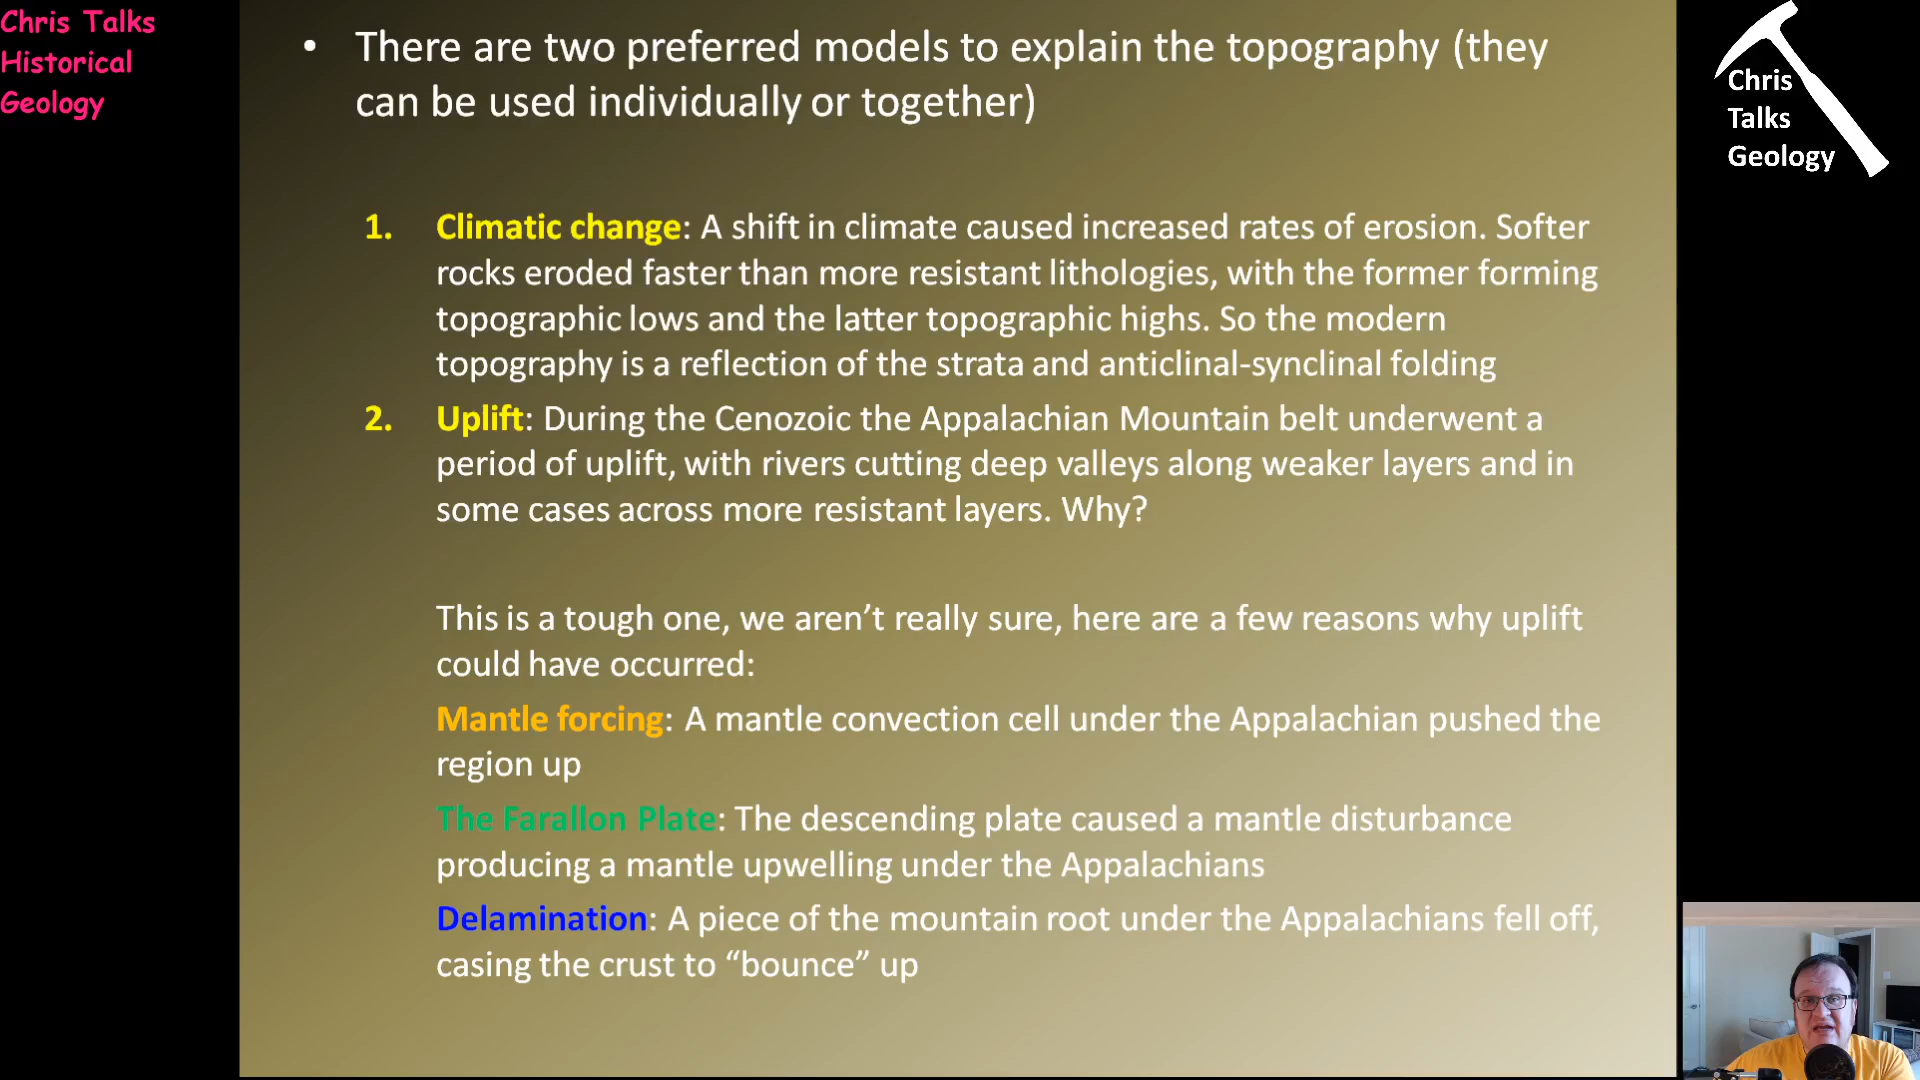 Chris Talks
Historical
Geology
Chris
Talks
Geology
• There are two preferred models to explain the topography (they
can be used individually or together)
1. Climatic change: A shift in climate caused increased rates of erosion. Softer
rocks eroded faster than more resistant lithologies, with the former forming
topographic lows and the latter topographic highs. So the modern
topography is a reflection of the strata and anticlinal-synclinal folding
2. Uplift: During the Cenozoic the Appalachian Mountain belt underwent a
period of uplift, with rivers cutting deep valleys along weaker layers and in
some cases across more resistant layers. Why?
This is a tough one, we aren’t really sure, here are a few reasons why uplift
could have occurred:
Mantle forcing: A mantle convection cell under the Appalachian pushed the
region up
The Farallon Plate: The descending plate caused a mantle disturbance
producing a mantle upwelling under the Appalachians
Delamination: A piece of the mountain root under the Appalachians fell off,
casing the crust to “bounce” up